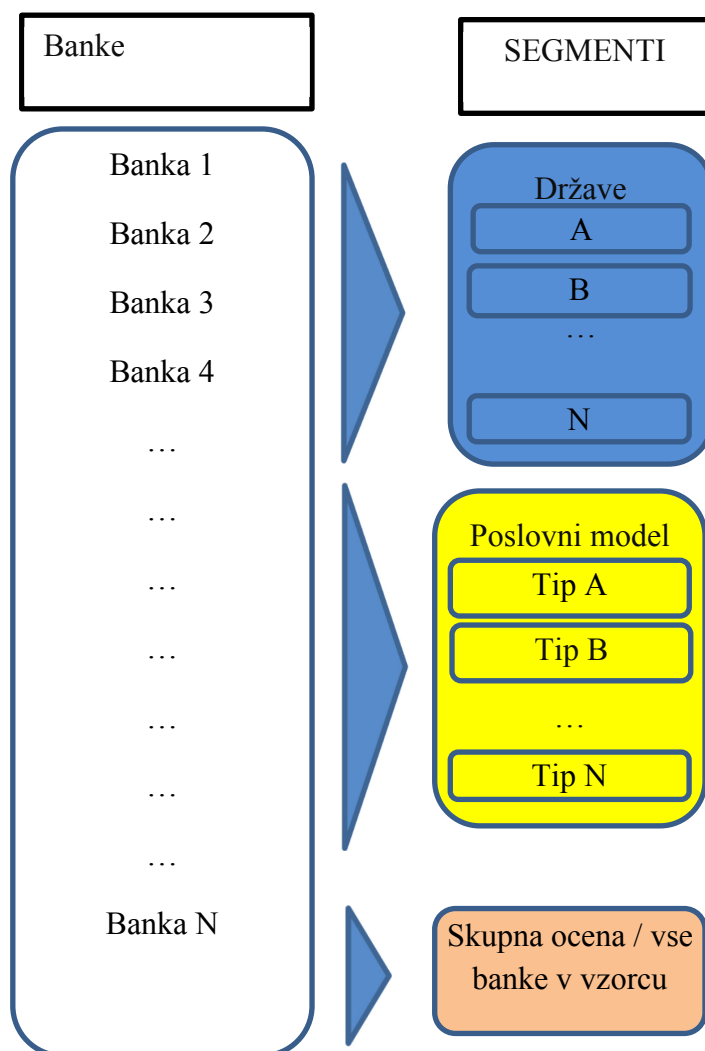 Banke
Banka 1
Banka 2
Banka 3
Banka 4
…
…
…
…
…
…
…
Banka N
SEGMENTI
Države
A
B
…
N
Poslovni model
Tip A
Tip B
…
Tip N
Skupna ocena / vse
banke v vzorcu